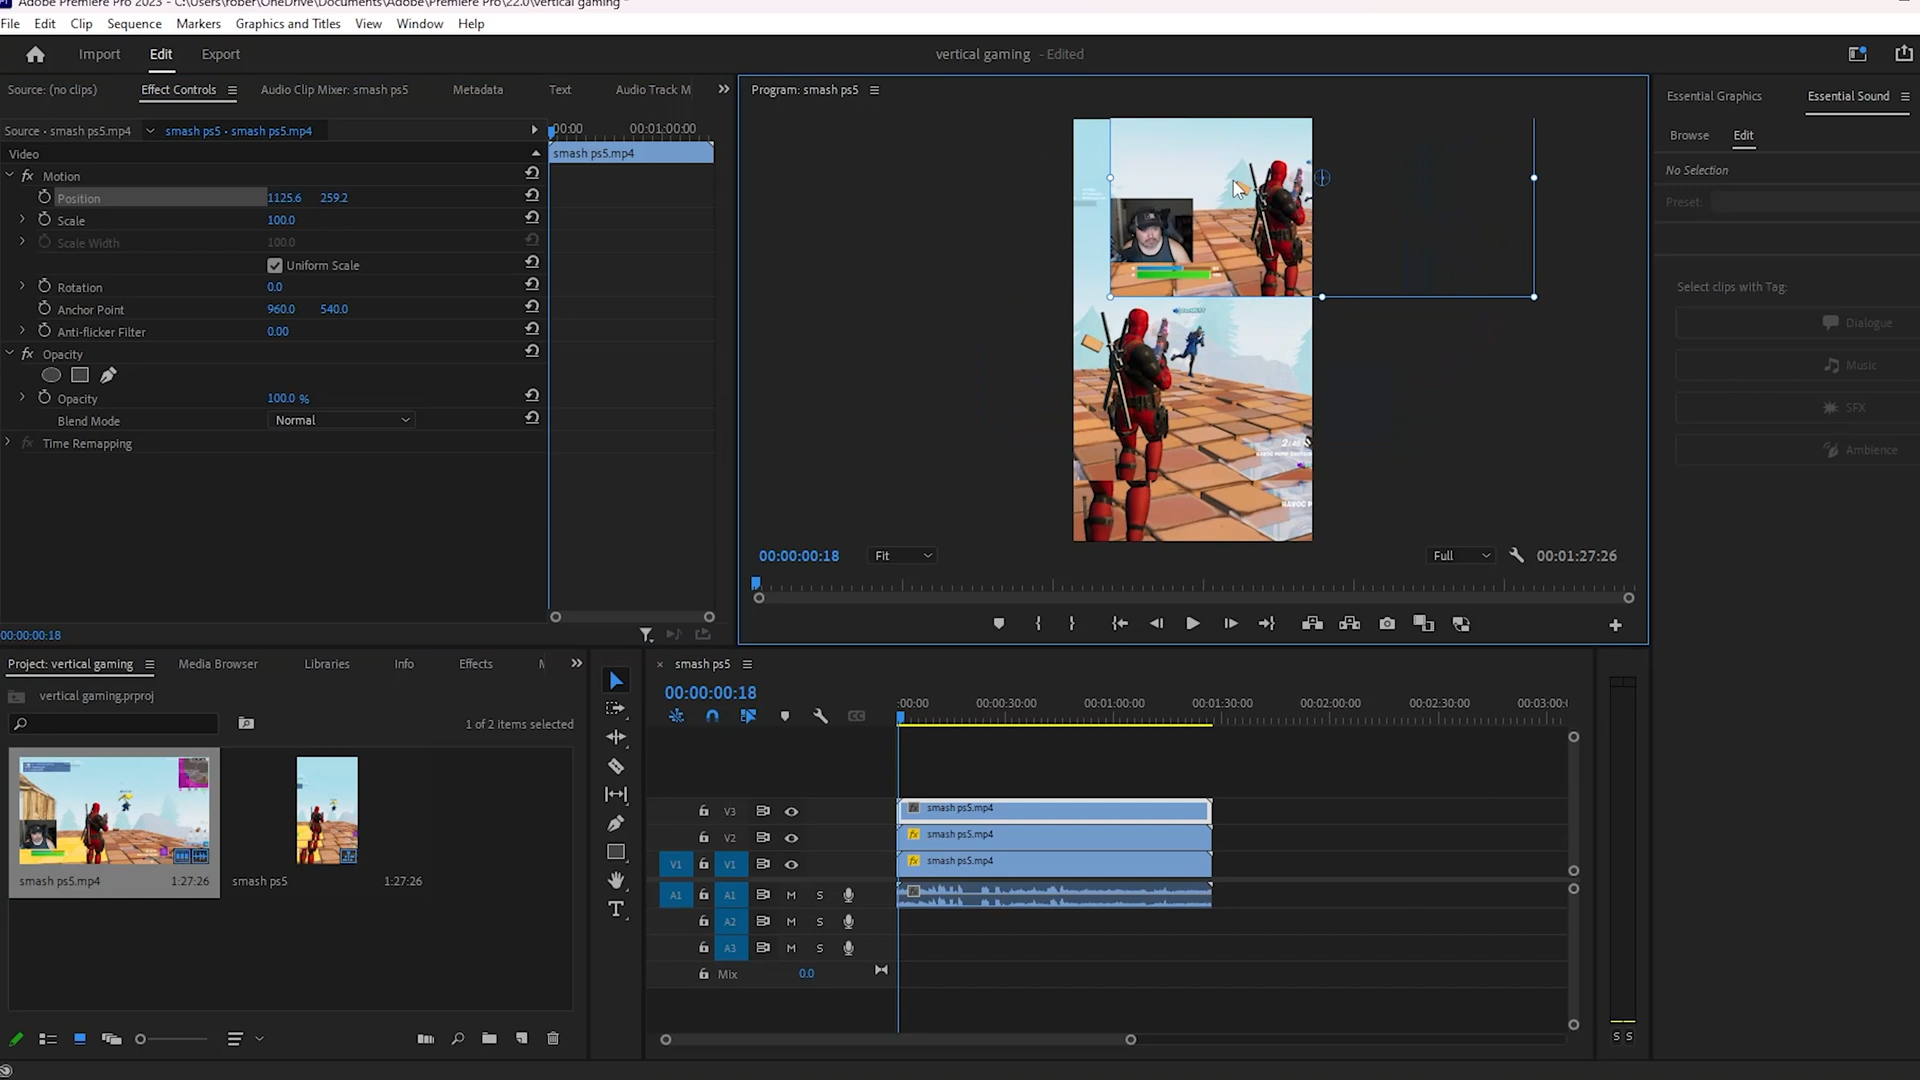 Adobe Premiere Pro 2023 - C:\Users\rober\OneDrive\Documents\Adobe\Premiere Pro\22.0\vertical gaming *
File Edit Clip Sequence Markers Graphics and Titles View Window Help
Import Edit Export
vertical gaming - Edited
Source: (no clips) Effect Controls Audio Clip Mixer: smash ps5 Metadata Text Audio Track M
Program: smash ps5
Essential Graphics Essential Sound
Source • smash ps5.mp4 smash ps5 • smash ps5.mp4
:00:00 00:01:00:00
Browse Edit
Video
smash ps5.mp4
No Selection
fx Motion
Position 1125.6 259.2
Preset:
Scale 100.0
Scale Width 100.0
Uniform Scale
Rotation 0.0
Select clips with Tag:
Anchor Point 960.0 540.0
Anti-flicker Filter 0.00
Dialogue
fx Opacity
Music
Opacity 100.0 %
SFX
Blend Mode Normal
fx Time Remapping
Ambience
00:00:00:18 Fit
Full 00:01:27:26
00:00:00:18
Project: vertical gaming Media Browser Libraries Info Effects
smash ps5
vertical gaming.prproj
00:00:00:18
1 of 2 items selected
:00:00 00:00:30:00 00:01:00:00 00:01:30:00 00:02:00:00 00:02:30:00 00:03:00:
V3 smash ps5.mp4
V2 fx smash ps5.mp4
V1 V1 fx smash ps5.mp4
smash ps5.mp4 1:27:26 smash ps5 1:27:26
A1 A1 M S
A2 M S
A3 M S
Mix 0.0
S S